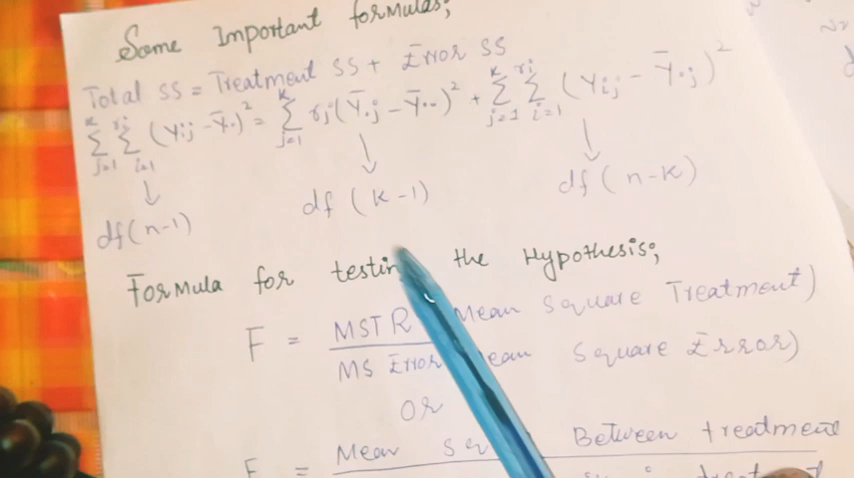 Some Important formulas;
Total SS = Treatment SS + Error SS
k∑j=1 ri∑i=1 (Yij - Ȳ.)² = k∑j=1 rj(Ȳ.j - Ȳ..)² + k∑j=1 ri∑i=1 (Yij - Ȳ.j)²
↓ ↓ ↓
df(n-1) df(k-1) df(n-k)
Formula for testing the Hypothesis;
F = MSTR Mean Square Treatment)
MS Error Mean Square Error)
OR
F = Mean Between treatment